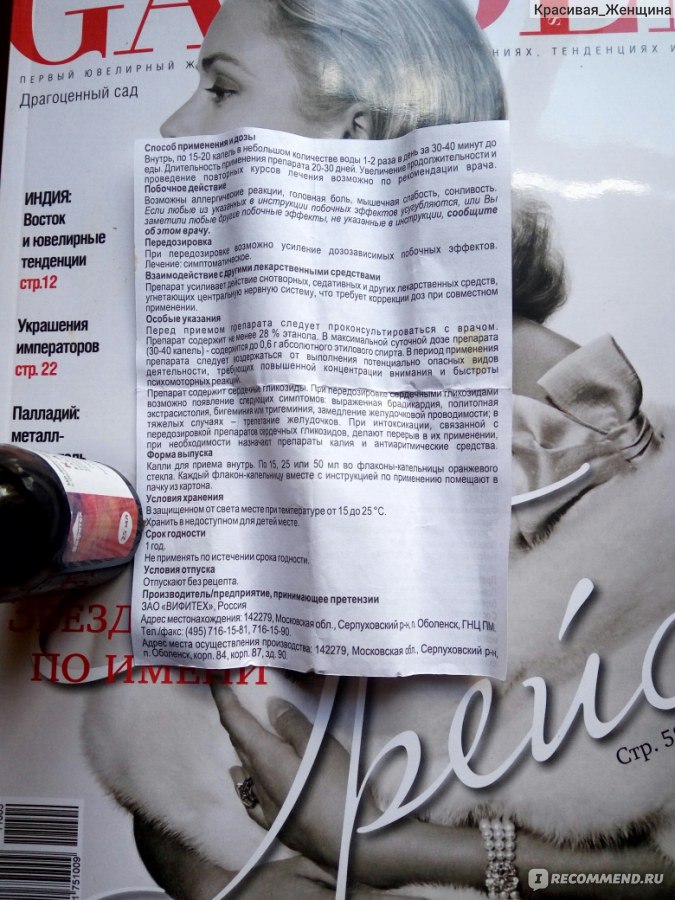 Красивая_Женщина
ПЕРВЫЙ ЮВЕЛИРНЫЙ Ж
НИЯХ, ТЕНДЕНЦИЯХ И
Драгоценный сад
ИНДИЯ:
Восток
и ювелирные
тенденции
стр.12
Украшения
императоров
стр. 22
Палладий:
металл-
Способ применения и дозы
Внутрь, по 15-20 капель в небольшом количестве воды 1-2 раза в день за 30-40 минут до
еды. Длительность применения препарата 20-30 дней. Увеличение продолжительности и
проведение повторных курсов лечения возможно по рекомендации врача.
Побочное действие
Возможны аллергические реакции, головная боль, мышечная слабость, сонливость.
Если любые из указанных в инструкции побочных эффектов усугубляются, или Вы
заметили любые другие побочные эффекты, не указанные в инструкции, сообщите
об этом врачу.
Передозировка
При передозировке возможно усиление дозозависимых побочных эффектов.
Лечение: симптоматическое.
Взаимодействие с другими лекарственными средствами
Препарат усиливает действие снотворных, седативных и других лекарственных средств,
угнетающих центральную нервную систему, что требует коррекции доз при совместном
применении.
Особые указания
Перед приемом препарата следует проконсультироваться с врачом.
Препарат содержит не менее 28 % этанола. В максимальной суточной дозе препарата
(30-40 капель) - содержится до 0,6 г абсолютного этилового спирта. В период применения
препарата следует воздержаться от выполнения потенциально опасных видов
деятельности, требующих повышенной концентрации внимания и быстроты
психомоторных реакций.
Препарат содержит сердечные гликозиды. При передозировке сердечными гликозидами
возможно появление следующих симптомов: выраженная брадикардия, политопная
экстрасистолия, бигеминия или тригеминия, замедление желудочковой проводимости; в
тяжелых случаях – трепетание желудочков. При интоксикации, связанной с
передозировкой препаратов сердечных гликозидов, делают перерыв в их применении,
при необходимости назначают препараты калия и антиаритмические средства.
Форма выпуска
Капли для приема внутрь. По 15, 25 или 50 мл во флаконы-капельницы оранжевого
стекла. Каждый флакон-капельницу вместе с инструкцией по применению помещают в
пачку из картона.
Условия хранения
В защищенном от света месте при температуре от 15 до 25 °С.
Хранить в недоступном для детей месте.
Срок годности
1 год.
Не применять по истечении срока годности.
Условия отпуска
Отпускают без рецепта.
Производитель/предприятие, принимающее претензии
ЗАО «ВИФИТЕХ», Россия
Адрес местонахождения: 142279, Московская обл., Серпуховский р-н, п. Оболенск, ГНЦ ПМ.
Тел./факс: (495) 716-15-81, 716-15-90.
Адрес места осуществления производства: 142279, Московская обл., Серпуховский р-н,
п. Оболенск, корп. 84, корп. 87, зд. 90.
ПО ИМЕНИ
Грейс
Стр. 5
IRECOMMEND.RU